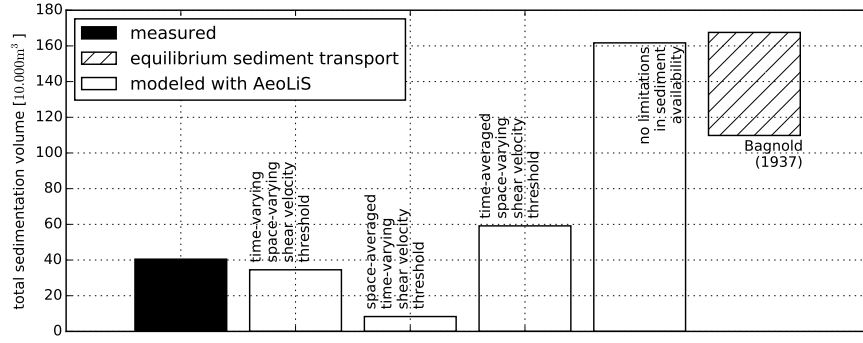 total sedimentation volume [10.000m³ ]
180
160
140
120
100
80
60
40
20
0
measured
equilibrium sediment transport
modeled with AeoLiS
time-varying
space-varying
shear velocity
threshold
space-averaged
time-varying
shear velocity
threshold
time-averaged
space-varying
shear velocity
threshold
no limitations
in sediment
availability
Bagnold
(1937)